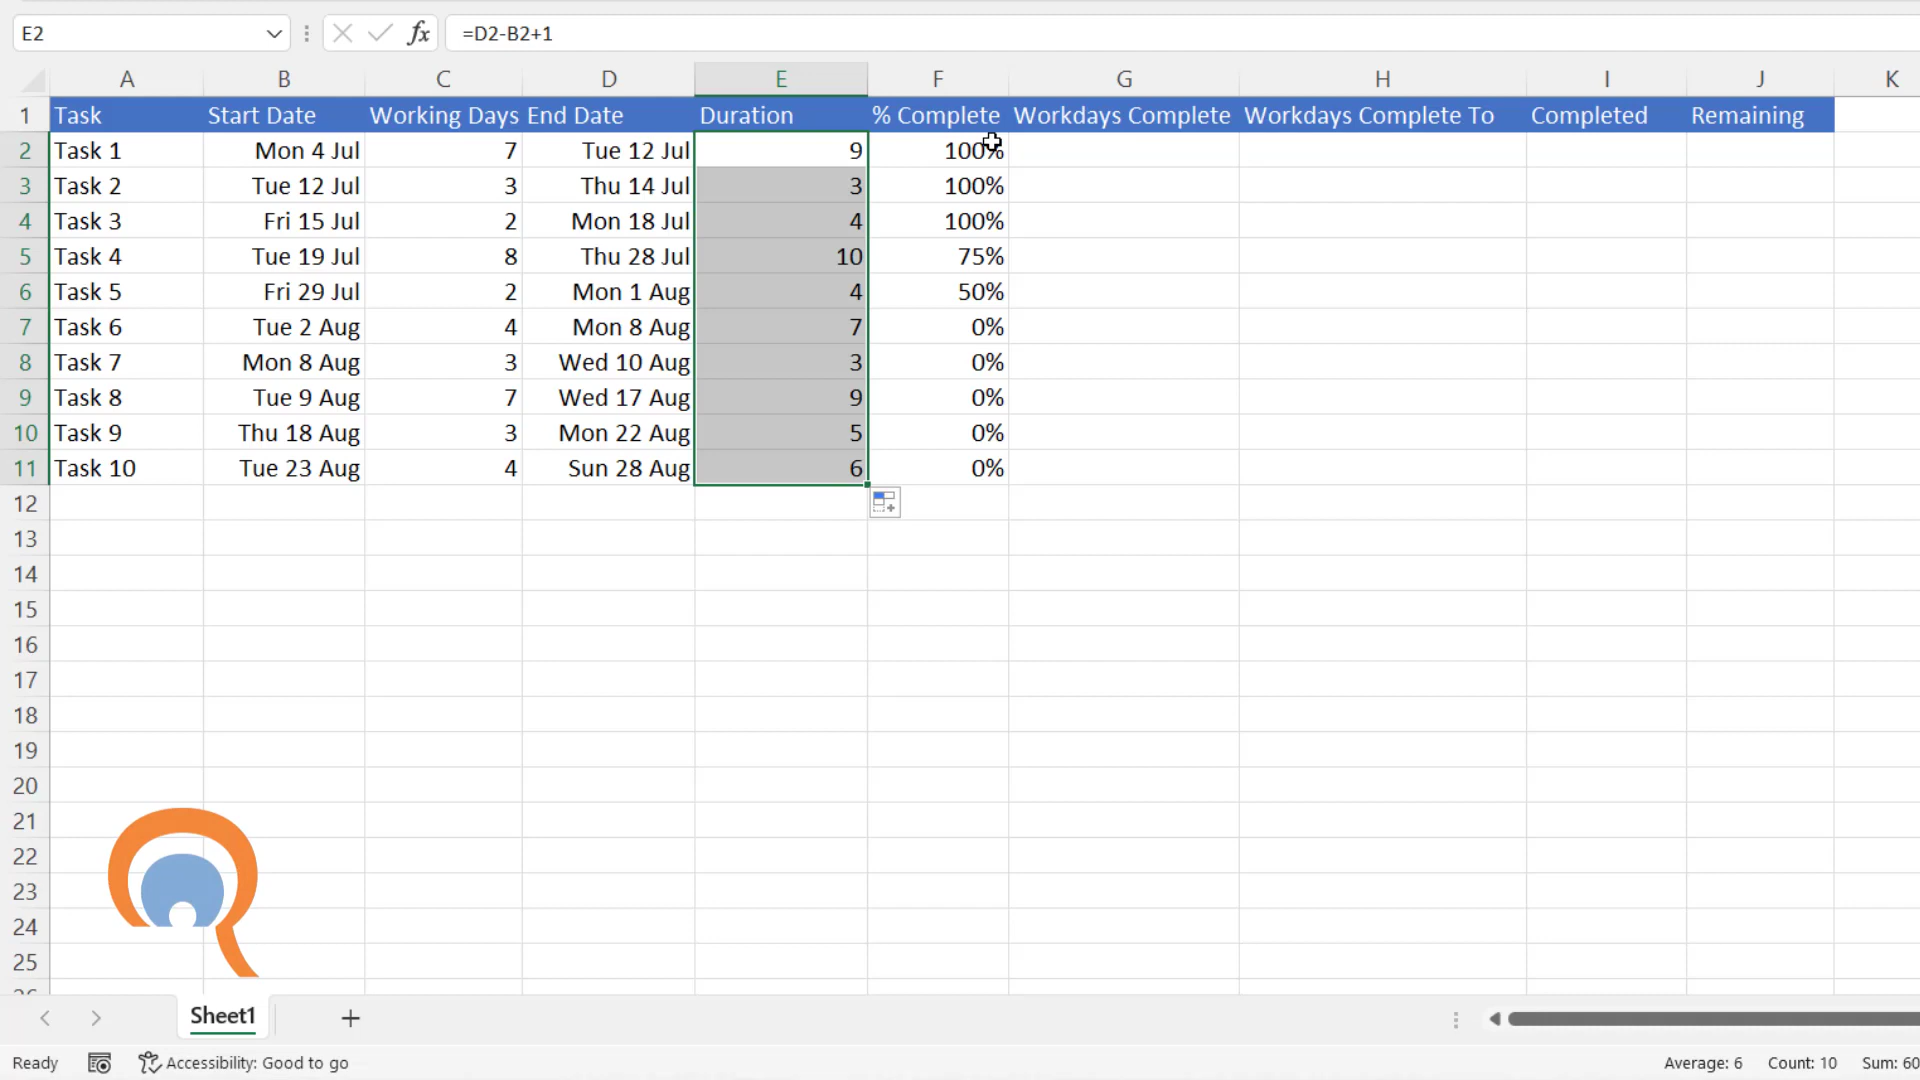 E2 fx =D2-B2+1
A B C D E F G H I J K
1 Task Start Date Working Days End Date Duration % Complete Workdays Complete Workdays Complete To Completed Remaining
2 Task 1 Mon 4 Jul 7 Tue 12 Jul 9 100%
3 Task 2 Tue 12 Jul 3 Thu 14 Jul 3 100%
4 Task 3 Fri 15 Jul 2 Mon 18 Jul 4 100%
5 Task 4 Tue 19 Jul 8 Thu 28 Jul 10 75%
6 Task 5 Fri 29 Jul 2 Mon 1 Aug 4 50%
7 Task 6 Tue 2 Aug 4 Mon 8 Aug 7 0%
8 Task 7 Mon 8 Aug 3 Wed 10 Aug 3 0%
9 Task 8 Tue 9 Aug 7 Wed 17 Aug 9 0%
10 Task 9 Thu 18 Aug 3 Mon 22 Aug 5 0%
11 Task 10 Tue 23 Aug 4 Sun 28 Aug 6 0%
12
13
14
15
16
17
18
19
20
21
22
23
24
25
Sheet1
Ready Accessibility: Good to go Average: 6 Count: 10 Sum: 60